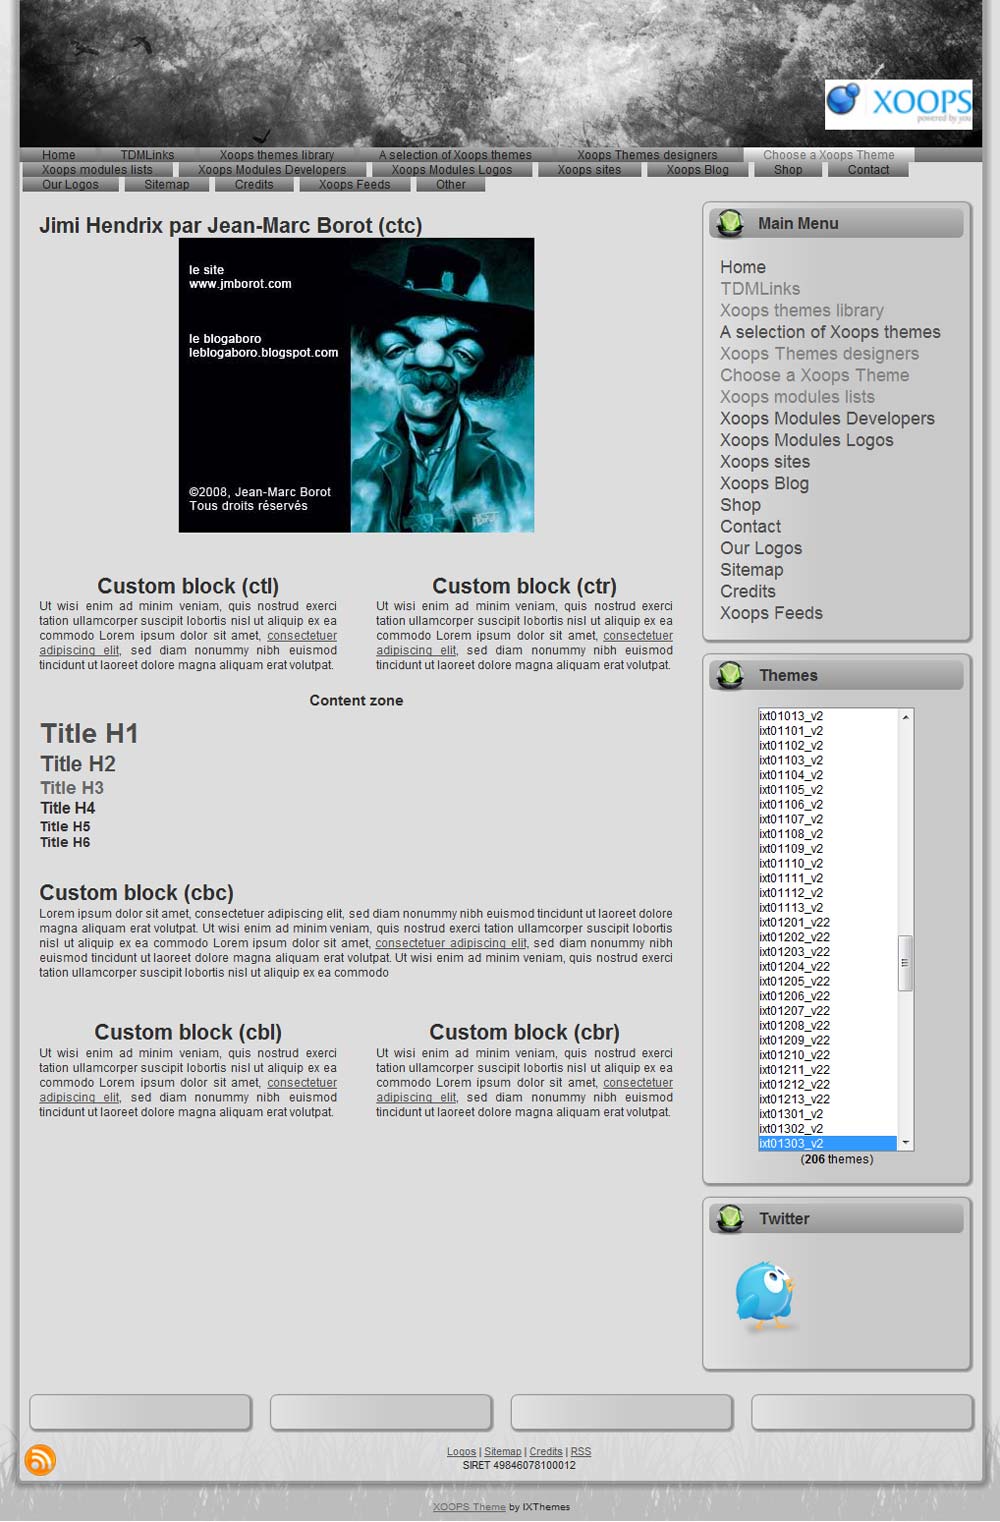 XOOPS
powered by you
Home TDMLinks Xoops themes library A selection of Xoops themes Xoops Themes designers Choose a Xoops Theme
Xoops modules lists Xoops Modules Developers Xoops Modules Logos Xoops sites Xoops Blog Shop Contact
Our Logos Sitemap Credits Xoops Feeds Other
Jimi Hendrix par Jean-Marc Borot (ctc)
le site
www.jmborot.com
le blogaboro
leblogaboro.blogspot.com
©2008, Jean-Marc Borot
Tous droits réservés
Custom block (ctl)
Ut wisi enim ad minim veniam, quis nostrud exerci
tation ullamcorper suscipit lobortis nisl ut aliquip ex ea
commodo Lorem ipsum dolor sit amet, consectetuer
adipiscing elit, sed diam nonummy nibh euismod
tincidunt ut laoreet dolore magna aliquam erat volutpat.
Custom block (ctr)
Ut wisi enim ad minim veniam, quis nostrud exerci
tation ullamcorper suscipit lobortis nisl ut aliquip ex ea
commodo Lorem ipsum dolor sit amet, consectetuer
adipiscing elit, sed diam nonummy nibh euismod
tincidunt ut laoreet dolore magna aliquam erat volutpat.
Content zone
Title H1
Title H2
Title H3
Title H4
Title H5
Title H6
Custom block (cbc)
Lorem ipsum dolor sit amet, consectetuer adipiscing elit, sed diam nonummy nibh euismod tincidunt ut laoreet dolore
magna aliquam erat volutpat. Ut wisi enim ad minim veniam, quis nostrud exerci tation ullamcorper suscipit lobortis
nisl ut aliquip ex ea commodo Lorem ipsum dolor sit amet, consectetuer adipiscing elit, sed diam nonummy nibh
euismod tincidunt ut laoreet dolore magna aliquam erat volutpat. Ut wisi enim ad minim veniam, quis nostrud exerci
tation ullamcorper suscipit lobortis nisl ut aliquip ex ea commodo
Custom block (cbl)
Ut wisi enim ad minim veniam, quis nostrud exerci
tation ullamcorper suscipit lobortis nisl ut aliquip ex ea
commodo Lorem ipsum dolor sit amet, consectetuer
adipiscing elit, sed diam nonummy nibh euismod
tincidunt ut laoreet dolore magna aliquam erat volutpat.
Custom block (cbr)
Ut wisi enim ad minim veniam, quis nostrud exerci
tation ullamcorper suscipit lobortis nisl ut aliquip ex ea
commodo Lorem ipsum dolor sit amet, consectetuer
adipiscing elit, sed diam nonummy nibh euismod
tincidunt ut laoreet dolore magna aliquam erat volutpat.
Main Menu
Home
TDMLinks
Xoops themes library
A selection of Xoops themes
Xoops Themes designers
Choose a Xoops Theme
Xoops modules lists
Xoops Modules Developers
Xoops Modules Logos
Xoops sites
Xoops Blog
Shop
Contact
Our Logos
Sitemap
Credits
Xoops Feeds
Themes
ixt01013_v2
ixt01101_v2
ixt01102_v2
ixt01103_v2
ixt01104_v2
ixt01105_v2
ixt01106_v2
ixt01107_v2
ixt01108_v2
ixt01109_v2
ixt01110_v2
ixt01111_v2
ixt01112_v2
ixt01113_v2
ixt01201_v22
ixt01202_v22
ixt01203_v22
ixt01204_v22
ixt01205_v22
ixt01206_v22
ixt01207_v22
ixt01208_v22
ixt01209_v22
ixt01210_v22
ixt01211_v22
ixt01212_v22
ixt01213_v22
ixt01301_v2
ixt01302_v2
ixt01303_v2
(206 themes)
Twitter
Logos | Sitemap | Credits | RSS
SIRET 49846078100012
XOOPS Theme by IXThemes